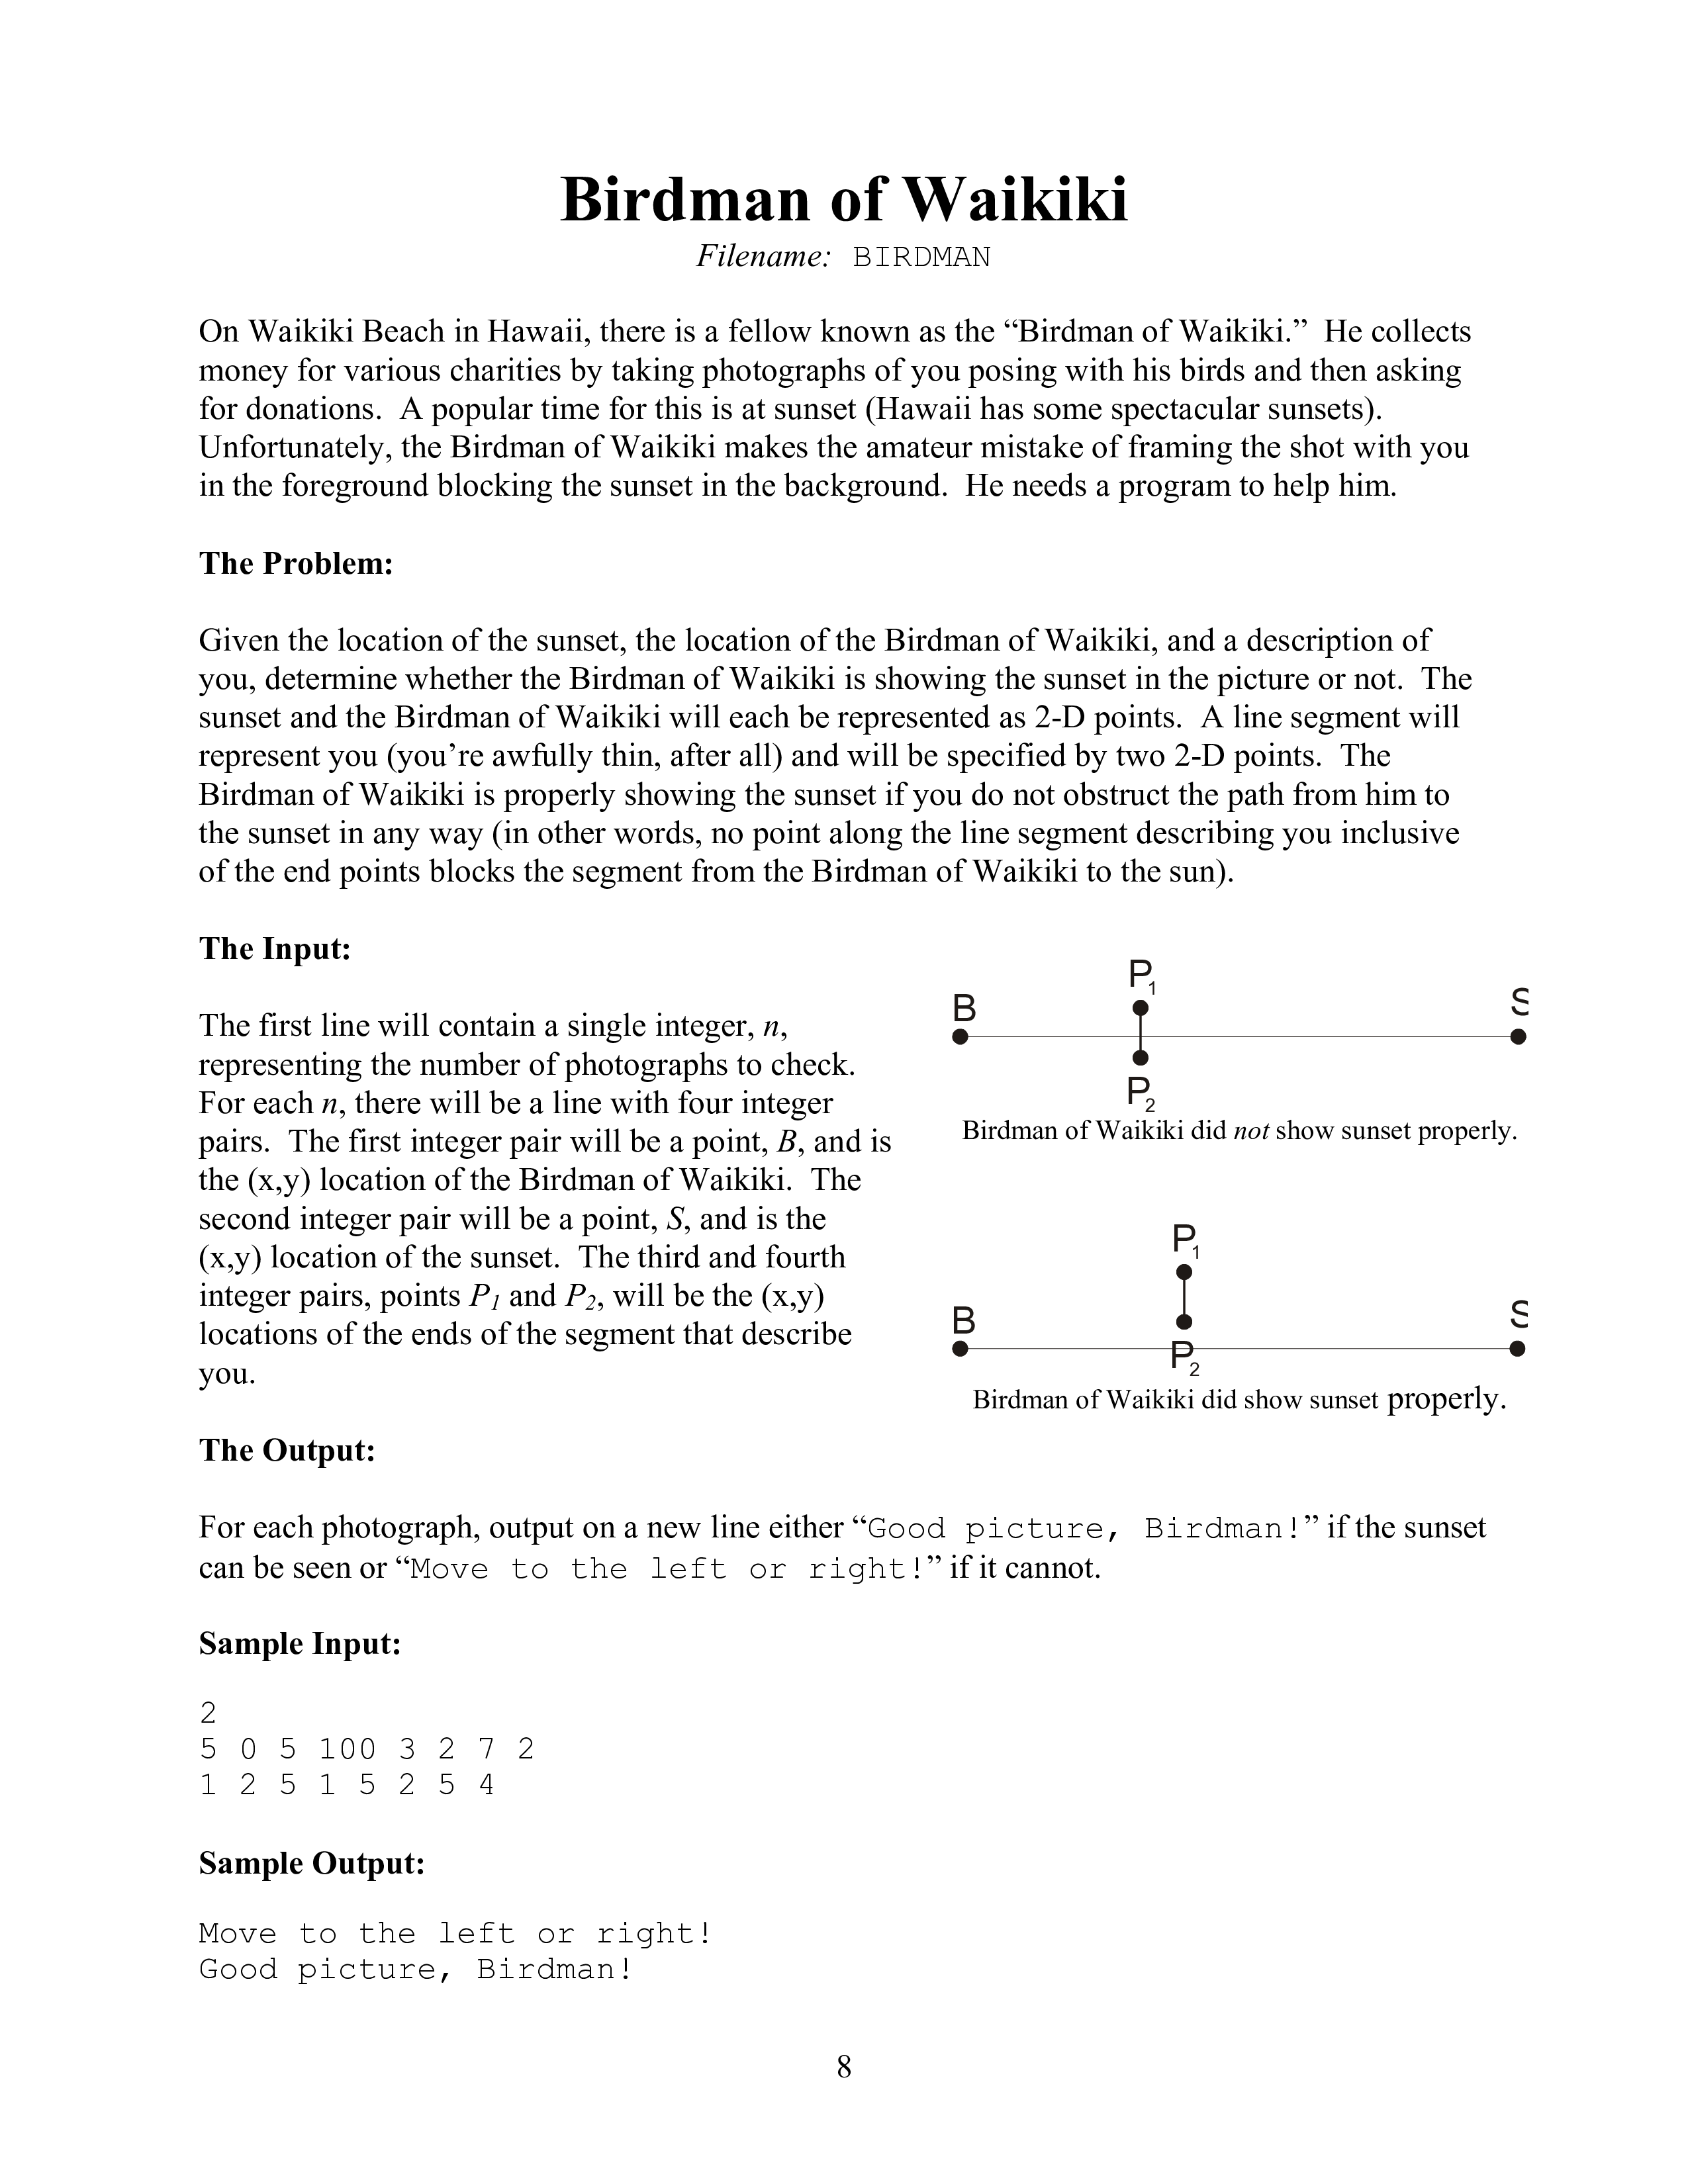 Birdman of Waikiki
Filename: BIRDMAN
On Waikiki Beach in Hawaii, there is a fellow known as the “Birdman of Waikiki.” He collects
money for various charities by taking photographs of you posing with his birds and then asking
for donations. A popular time for this is at sunset (Hawaii has some spectacular sunsets).
Unfortunately, the Birdman of Waikiki makes the amateur mistake of framing the shot with you
in the foreground blocking the sunset in the background. He needs a program to help him.
The Problem:
Given the location of the sunset, the location of the Birdman of Waikiki, and a description of
you, determine whether the Birdman of Waikiki is showing the sunset in the picture or not. The
sunset and the Birdman of Waikiki will each be represented as 2-D points. A line segment will
represent you (you’re awfully thin, after all) and will be specified by two 2-D points. The
Birdman of Waikiki is properly showing the sunset if you do not obstruct the path from him to
the sunset in any way (in other words, no point along the line segment describing you inclusive
of the end points blocks the segment from the Birdman of Waikiki to the sun).
The Input:
The first line will contain a single integer, n,
representing the number of photographs to check.
For each n, there will be a line with four integer
pairs. The first integer pair will be a point, B, and is
the (x,y) location of the Birdman of Waikiki. The
second integer pair will be a point, S, and is the
(x,y) location of the sunset. The third and fourth
integer pairs, points P1 and P2, will be the (x,y)
locations of the ends of the segment that describe
you.
P1
B S
P2
Birdman of Waikiki did not show sunset properly.
P1
B S
P2
Birdman of Waikiki did show sunset properly.
The Output:
For each photograph, output on a new line either “Good picture, Birdman!” if the sunset
can be seen or “Move to the left or right!” if it cannot.
Sample Input:
2
5 0 5 100 3 2 7 2
1 2 5 1 5 2 5 4
Sample Output:
Move to the left or right!
Good picture, Birdman!
8